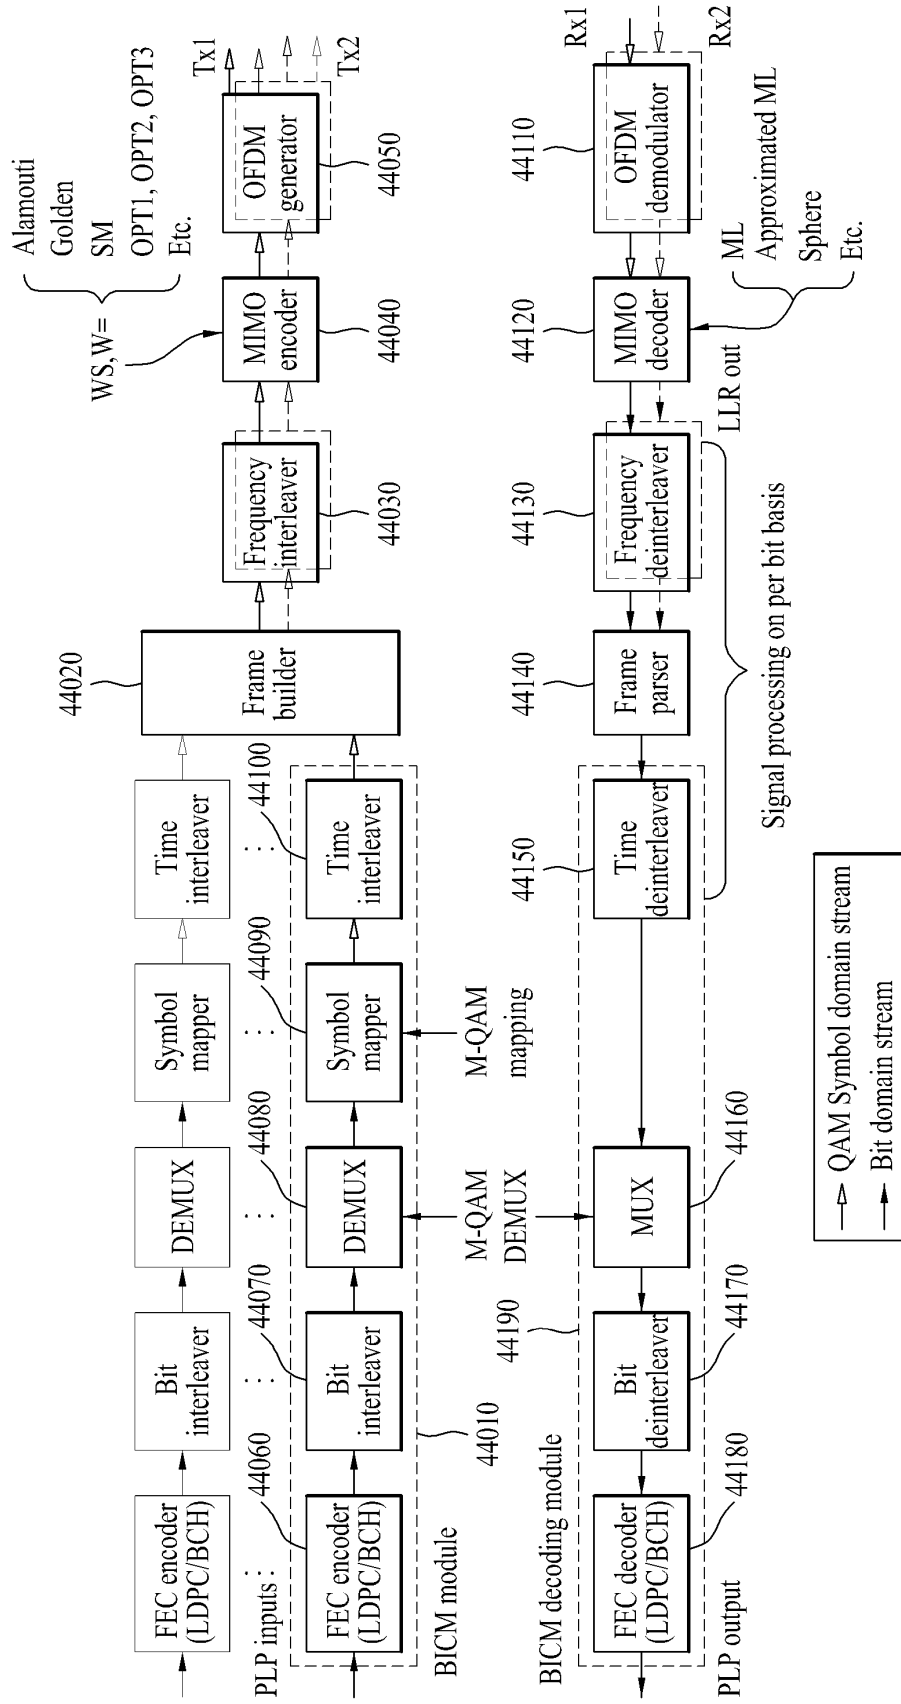 Alamouti
Golden
SM
OPT1, OPT2, OPT3
Etc.
WS,W=
Tx1
Tx2
FEC encoder
(LDPC/BCH)
Bit
interleaver
DEMUX
Symbol
mapper
Time
interleaver
44020
Frame
builder
Frequency
interleaver
44030
MIMO
encoder
44040
OFDM
generator
44050
PLP inputs
44060
44070
44080
44090
44100
FEC encoder
(LDPC/BCH)
Bit
interleaver
DEMUX
Symbol
mapper
Time
interleaver
BICM module
44010
M-QAM
DEMUX
M-QAM
mapping
BICM decoding module
44190
44150
44140
44130
44120
44110
FEC decoder
(LDPC/BCH)
Bit
deinterleaver
MUX
Time
deinterleaver
Frame
parser
Frequency
deinterleaver
MIMO
decoder
OFDM
demodulator
Rx1
Rx2
PLP output
44180
44170
44160
LLR out
ML
Approximated ML
Sphere
Etc.
Signal processing on per bit basis
QAM Symbol domain stream
Bit domain stream